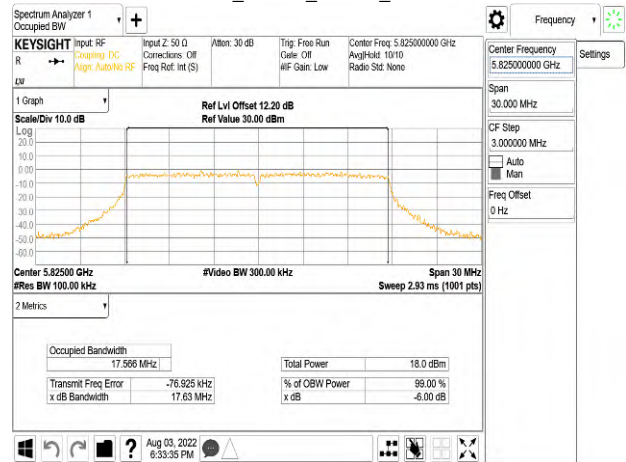 Spectrum Analyzer 1
Occupied BW
+
Frequency
KEYSIGHT
R
Input: RF
Coupling: DC
Align: Auto/No RF
Input Z: 50 Ω
Corrections: Off
Freq Ref: Int (S)
Atten: 30 dB
Trig: Free Run
Gate: Off
#IF Gain: Low
Center Freq: 5.825000000 GHz
Avg|Hold: 10/10
Radio Std: None
Center Frequency
5.825000000 GHz
Settings
Span
30.000 MHz
CF Step
3.000000 MHz
Auto
Man
Freq Offset
0 Hz
1 Graph
Scale/Div 10.0 dB
Ref Lvl Offset 12.20 dB
Ref Value 30.00 dBm
Log
20.0
10.0
0.00
-10.0
-20.0
-30.0
-40.0
-50.0
-60.0
Center 5.82500 GHz
#Video BW 300.00 kHz
Span 30 MHz
#Res BW 100.00 kHz
Sweep 2.93 ms (1001 pts)
2 Metrics
Occupied Bandwidth
17.566 MHz
Total Power 18.0 dBm
Transmit Freq Error -76.925 kHz
% of OBW Power 99.00 %
x dB Bandwidth 17.63 MHz
x dB -6.00 dB
?
Aug 03, 2022
6:33:35 PM